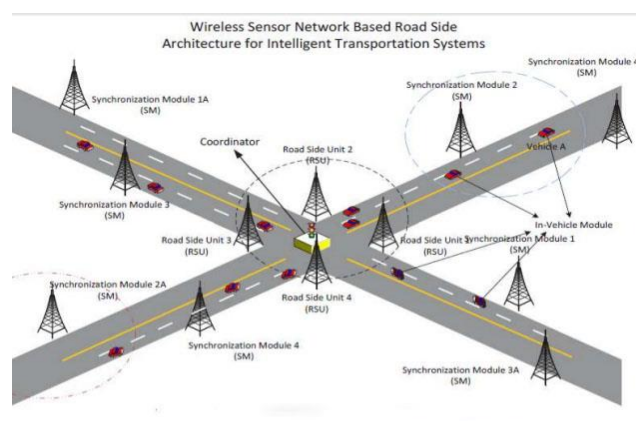 Wireless Sensor Network Based Road Side
Architecture for Intelligent Transportation Systems
Synchronization Module 4
(SM)
Synchronization Module 2
(SM)
Synchronization Module 1A
(SM)
Coordinator
Road Side Unit 2
(RSU)
Vehicle A
Synchronization Module 3
(SM)
In-Vehicle Module
Road Side Unit 3
(RSU)
Road Side Unit
(RSU)
Synchronization Module 1
(SM)
Synchronization Module 2A
(SM)
Road Side Unit 4
(RSU)
Synchronization Module 4
(SM)
Synchronization Module 3A
(SM)